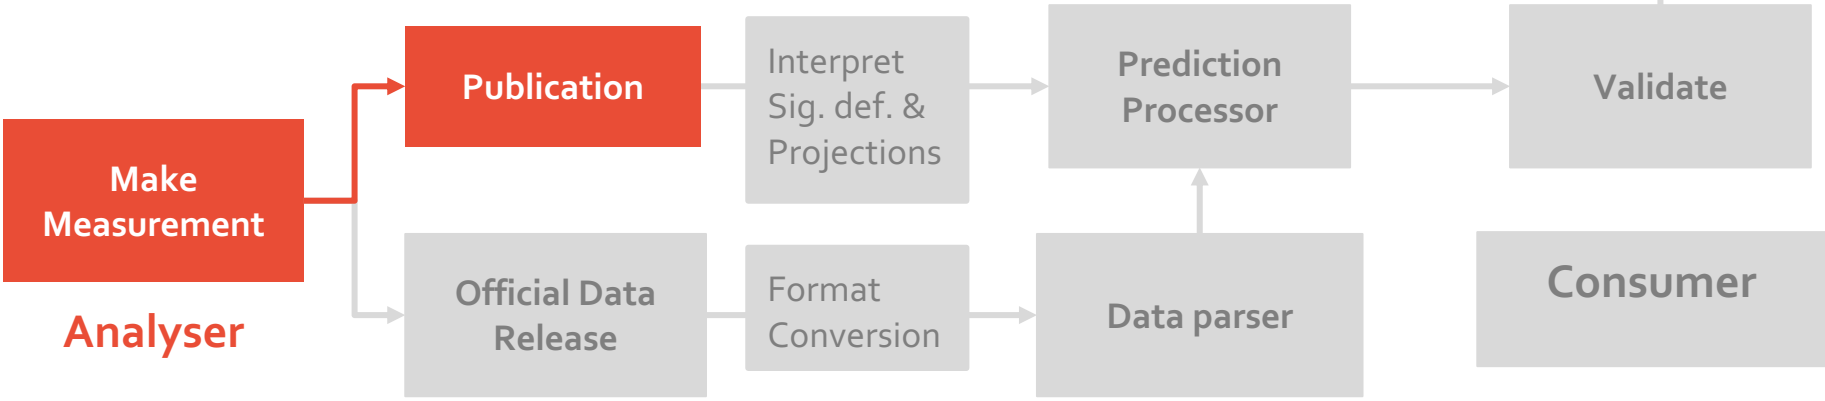 Make
Measurement
Analyser
Publication
Interpret
Sig. def. &
Projections
Prediction
Processor
Validate
Official Data
Release
Format
Conversion
Data parser
Consumer